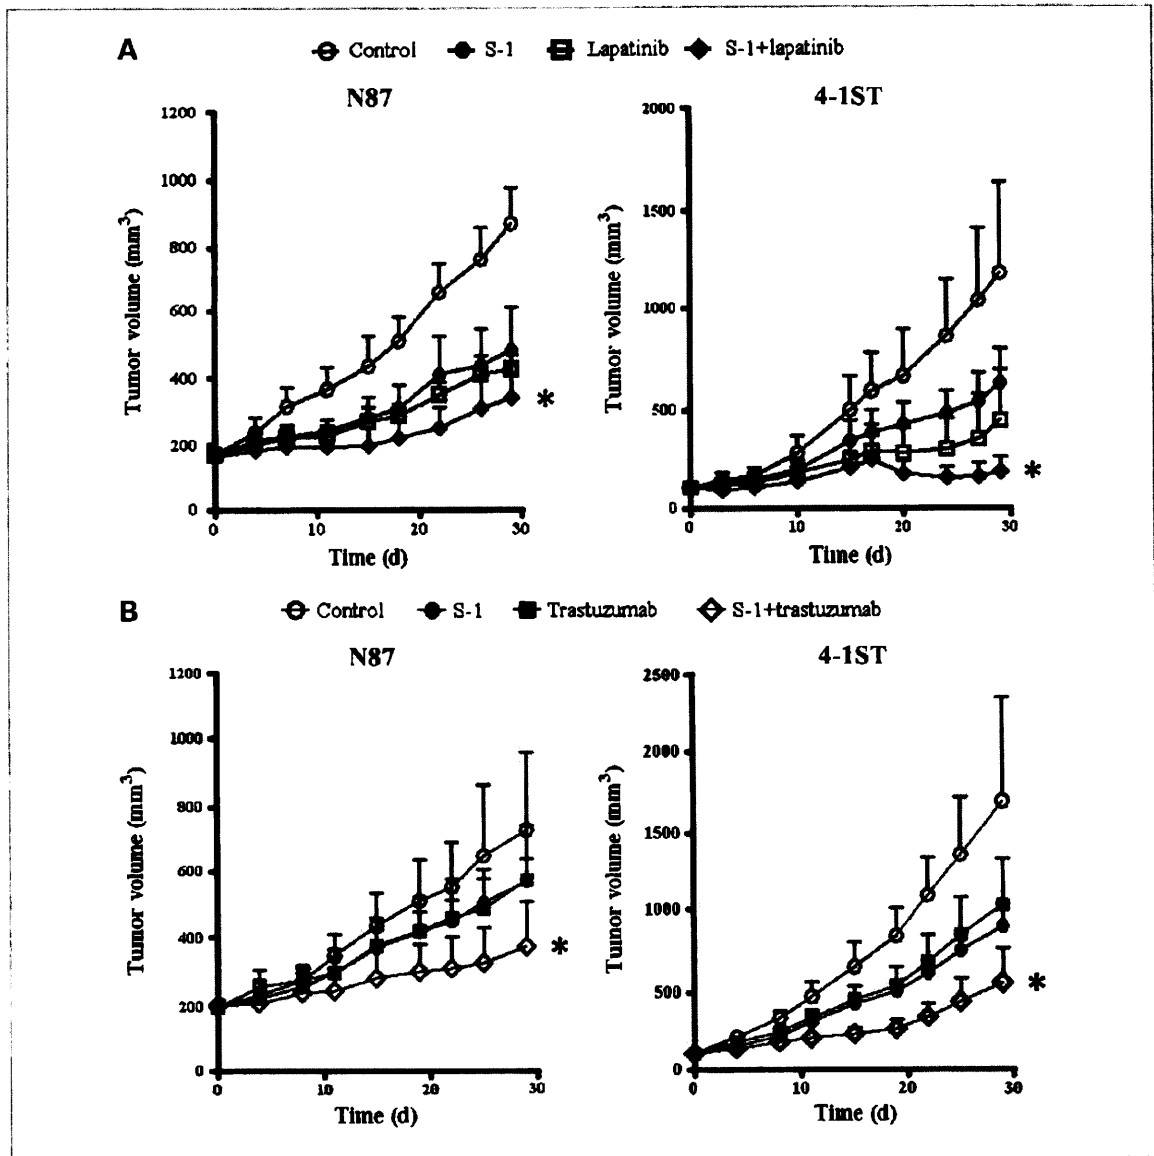 A
Control S-1 Lapatinib S-1+lapatinib
N87
1200
1000
800
600
400
200
0
Tumor volume (mm³)
0 10 20 30
Time (d)
*
4-1ST
2000
1500
1000
500
0
Tumor volume (mm³)
0 10 20 30
Time (d)
*
B
Control S-1 Trastuzumab S-1+trastuzumab
N87
1200
1000
800
600
400
200
0
Tumor volume (mm³)
0 10 20 30
Time (d)
*
4-1ST
2500
2000
1500
1000
500
0
Tumor volume (mm³)
0 10 20 30
Time (d)
*